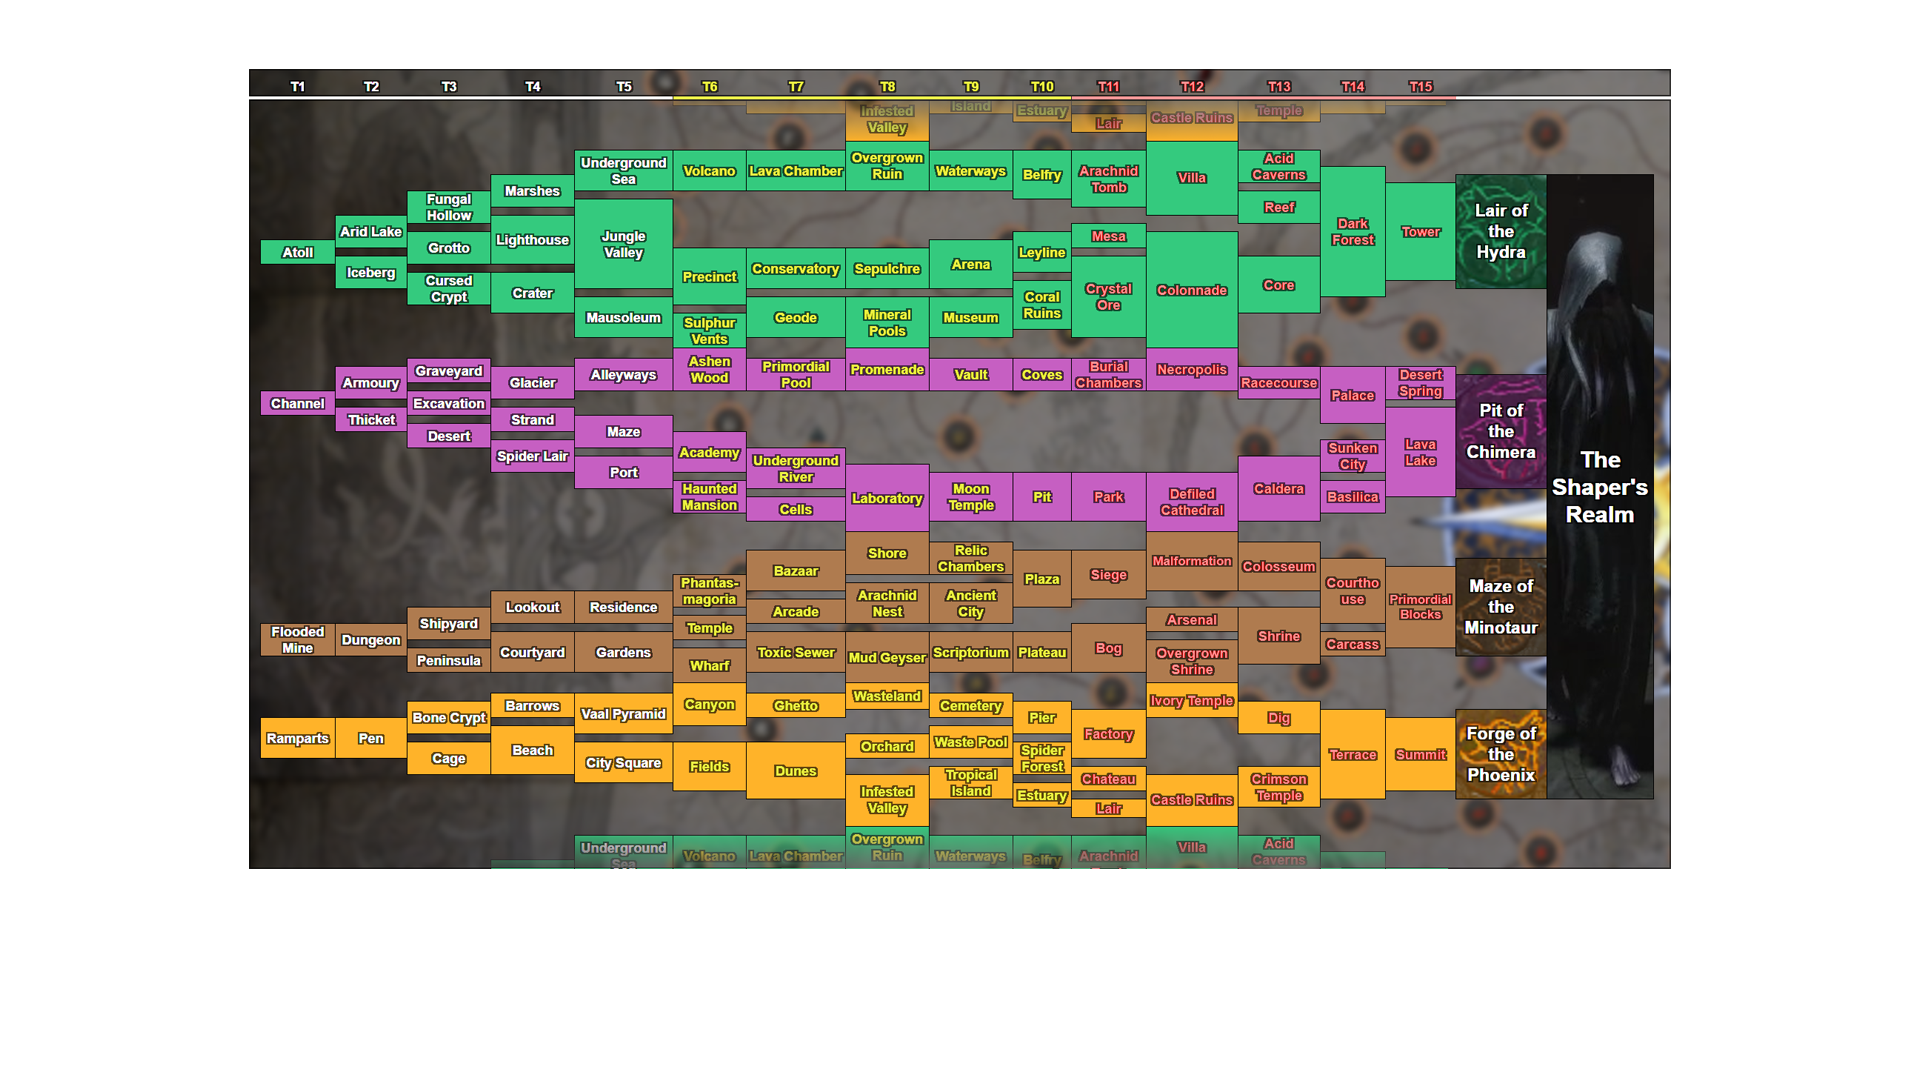 T1 T2 T3 T4 T5 T6 T7 T8 T9 T10 T11 T12 T13 T14 T15
Infested
Valley
Island
Estuary
Lair
Castle Ruins
Temple
Atoll
Arid Lake
Iceberg
Fungal
Hollow
Grotto
Cursed
Crypt
Marshes
Lighthouse
Crater
Underground
Sea
Jungle
Valley
Mausoleum
Volcano
Precinct
Sulphur
Vents
Lava Chamber
Conservatory
Geode
Overgrown
Ruin
Sepulchre
Mineral
Pools
Waterways
Arena
Museum
Belfry
Leyline
Coral
Ruins
Arachnid
Tomb
Mesa
Crystal
Ore
Villa
Colonnade
Acid
Caverns
Reef
Core
Dark
Forest
Tower
Lair of
the
Hydra
Channel
Armoury
Thicket
Graveyard
Excavation
Desert
Glacier
Strand
Spider Lair
Alleyways
Maze
Port
Ashen
Wood
Academy
Haunted
Mansion
Primordial
Pool
Underground
River
Cells
Promenade
Laboratory
Vault
Moon
Temple
Coves
Pit
Burial
Chambers
Park
Necropolis
Defiled
Cathedral
Racecourse
Caldera
Palace
Sunken
City
Basilica
Desert
Spring
Lava
Lake
Pit of
the
Chimera
Flooded
Mine
Dungeon
Shipyard
Peninsula
Lookout
Courtyard
Residence
Gardens
Phantas-
magoria
Temple
Wharf
Bazaar
Arcade
Toxic Sewer
Shore
Arachnid
Nest
Mud Geyser
Relic
Chambers
Ancient
City
Scriptorium
Plaza
Plateau
Siege
Bog
Malformation
Arsenal
Overgrown
Shrine
Colosseum
Shrine
Courtho
use
Carcass
Primordial
Blocks
Maze of
the
Minotaur
Ramparts
Pen
Bone Crypt
Cage
Barrows
Beach
Vaal Pyramid
City Square
Canyon
Fields
Ghetto
Dunes
Wasteland
Orchard
Infested
Valley
Cemetery
Waste Pool
Tropical
Island
Pier
Spider
Forest
Estuary
Factory
Chateau
Lair
Ivory Temple
Castle Ruins
Dig
Crimson
Temple
Terrace
Summit
Forge of
the
Phoenix
The
Shaper's
Realm
Underground
Sea
Volcano
Lava Chamber
Overgrown
Ruin
Waterways
Belfry
Arachnid
Villa
Acid
Caverns